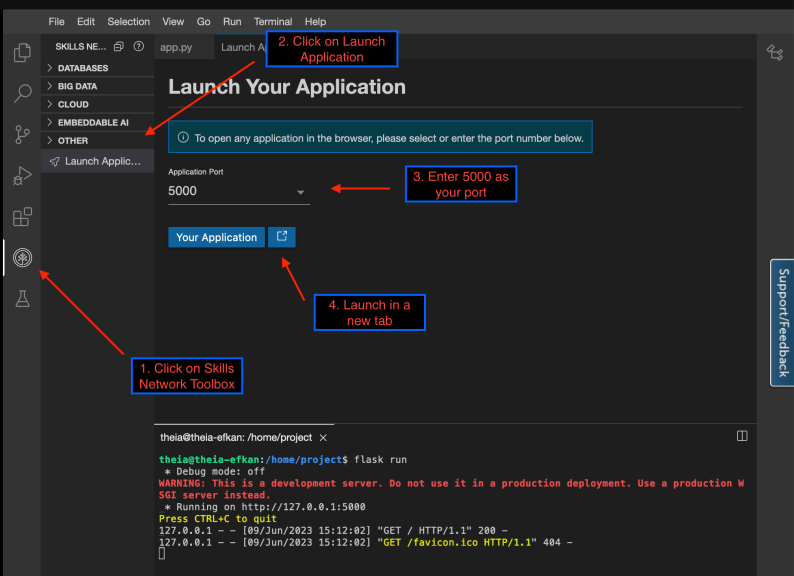 File Edit Selection View Go Run Terminal Help
SKILLS NE...
app.py Launch A
2. Click on Launch
Application
DATABASES
BIG DATA
CLOUD
EMBEDDABLE AI
OTHER
Launch Applic...
Launch Your Application
To open any application in the browser, please select or enter the port number below.
Application Port
5000
3. Enter 5000 as
your port
Your Application
4. Launch in a
new tab
1. Click on Skills
Network Toolbox
Support/Feedback
theia@theia-efkan: /home/project ×
theia@theia-efkan:/home/project$ flask run
* Debug mode: off
WARNING: This is a development server. Do not use it in a production deployment. Use a production W
SGI server instead.
* Running on http://127.0.0.1:5000
Press CTRL+C to quit
127.0.0.1 - - [09/Jun/2023 15:12:02] "GET / HTTP/1.1" 200 -
127.0.0.1 - - [09/Jun/2023 15:12:02] "GET /favicon.ico HTTP/1.1" 404 -